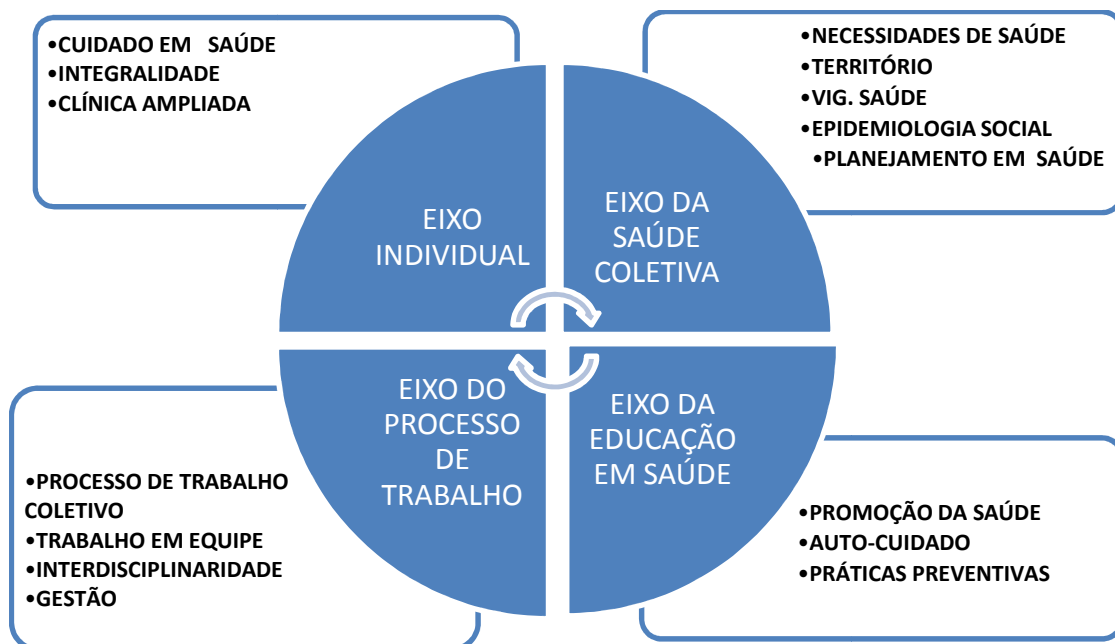 •CUIDADO EM SAÚDE
•INTEGRALIDADE
•CLÍNICA AMPLIADA
•NECESSIDADES DE SAÚDE
•TERRITÓRIO
•VIG. SAÚDE
•EPIDEMIOLOGIA SOCIAL
•PLANEJAMENTO EM SAÚDE
EIXO
INDIVIDUAL
EIXO DA
SAÚDE
COLETIVA
EIXO DO
PROCESSO
DE
TRABALHO
EIXO DA
EDUCAÇÃO
EM SAÚDE
•PROCESSO DE TRABALHO
COLETIVO
•TRABALHO EM EQUIPE
•INTERDISCIPLINARIDADE
•GESTÃO
•PROMOÇÃO DA SAÚDE
•AUTO-CUIDADO
•PRÁTICAS PREVENTIVAS